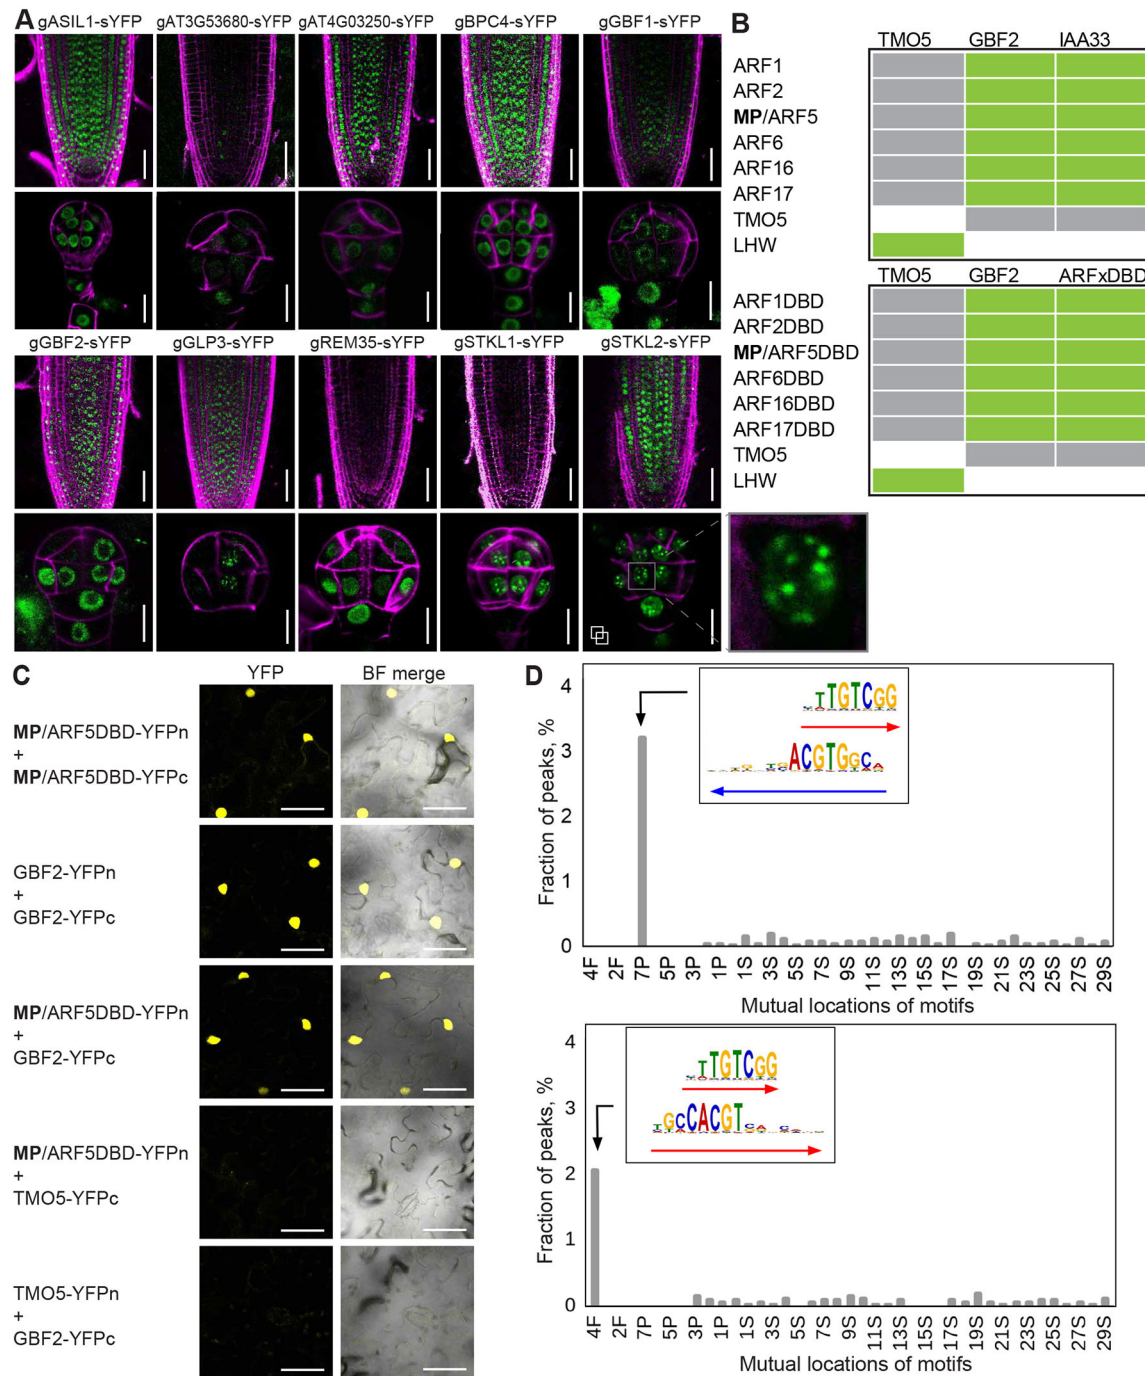 A
gASIL1-sYFP gAT3G53680-sYFP gAT4G03250-sYFP gBPC4-sYFP gGBF1-sYFP
gGBF2-sYFP gGLP3-sYFP gREM35-sYFP gSTKL1-sYFP gSTKL2-sYFP
B
TMO5 GBF2 IAA33
ARF1
ARF2
MP/ARF5
ARF6
ARF16
ARF17
TMO5
LHW
TMO5 GBF2 ARFxDBD
ARF1DBD
ARF2DBD
MP/ARF5DBD
ARF6DBD
ARF16DBD
ARF17DBD
TMO5
LHW
C
YFP BF merge
MP/ARF5DBD-YFPn
+
MP/ARF5DBD-YFPc
GBF2-YFPn
+
GBF2-YFPc
MP/ARF5DBD-YFPn
+
GBF2-YFPc
MP/ARF5DBD-YFPn
+
TMO5-YFPc
TMO5-YFPn
+
GBF2-YFPc
D
Fraction of peaks, %
4
3
2
1
0
TTGTCGG
ACGTGGCA
4F 2F 7P 5P 3P 1P 1S 3S 5S 7S 9S 11S 13S 15S 17S 19S 21S 23S 25S 27S 29S
Mutual locations of motifs
Fraction of peaks, %
4
3
2
1
0
TTGTCGG
TGCCACGT
4F 2F 7P 5P 3P 1P 1S 3S 5S 7S 9S 11S 13S 15S 17S 19S 21S 23S 25S 27S 29S
Mutual locations of motifs